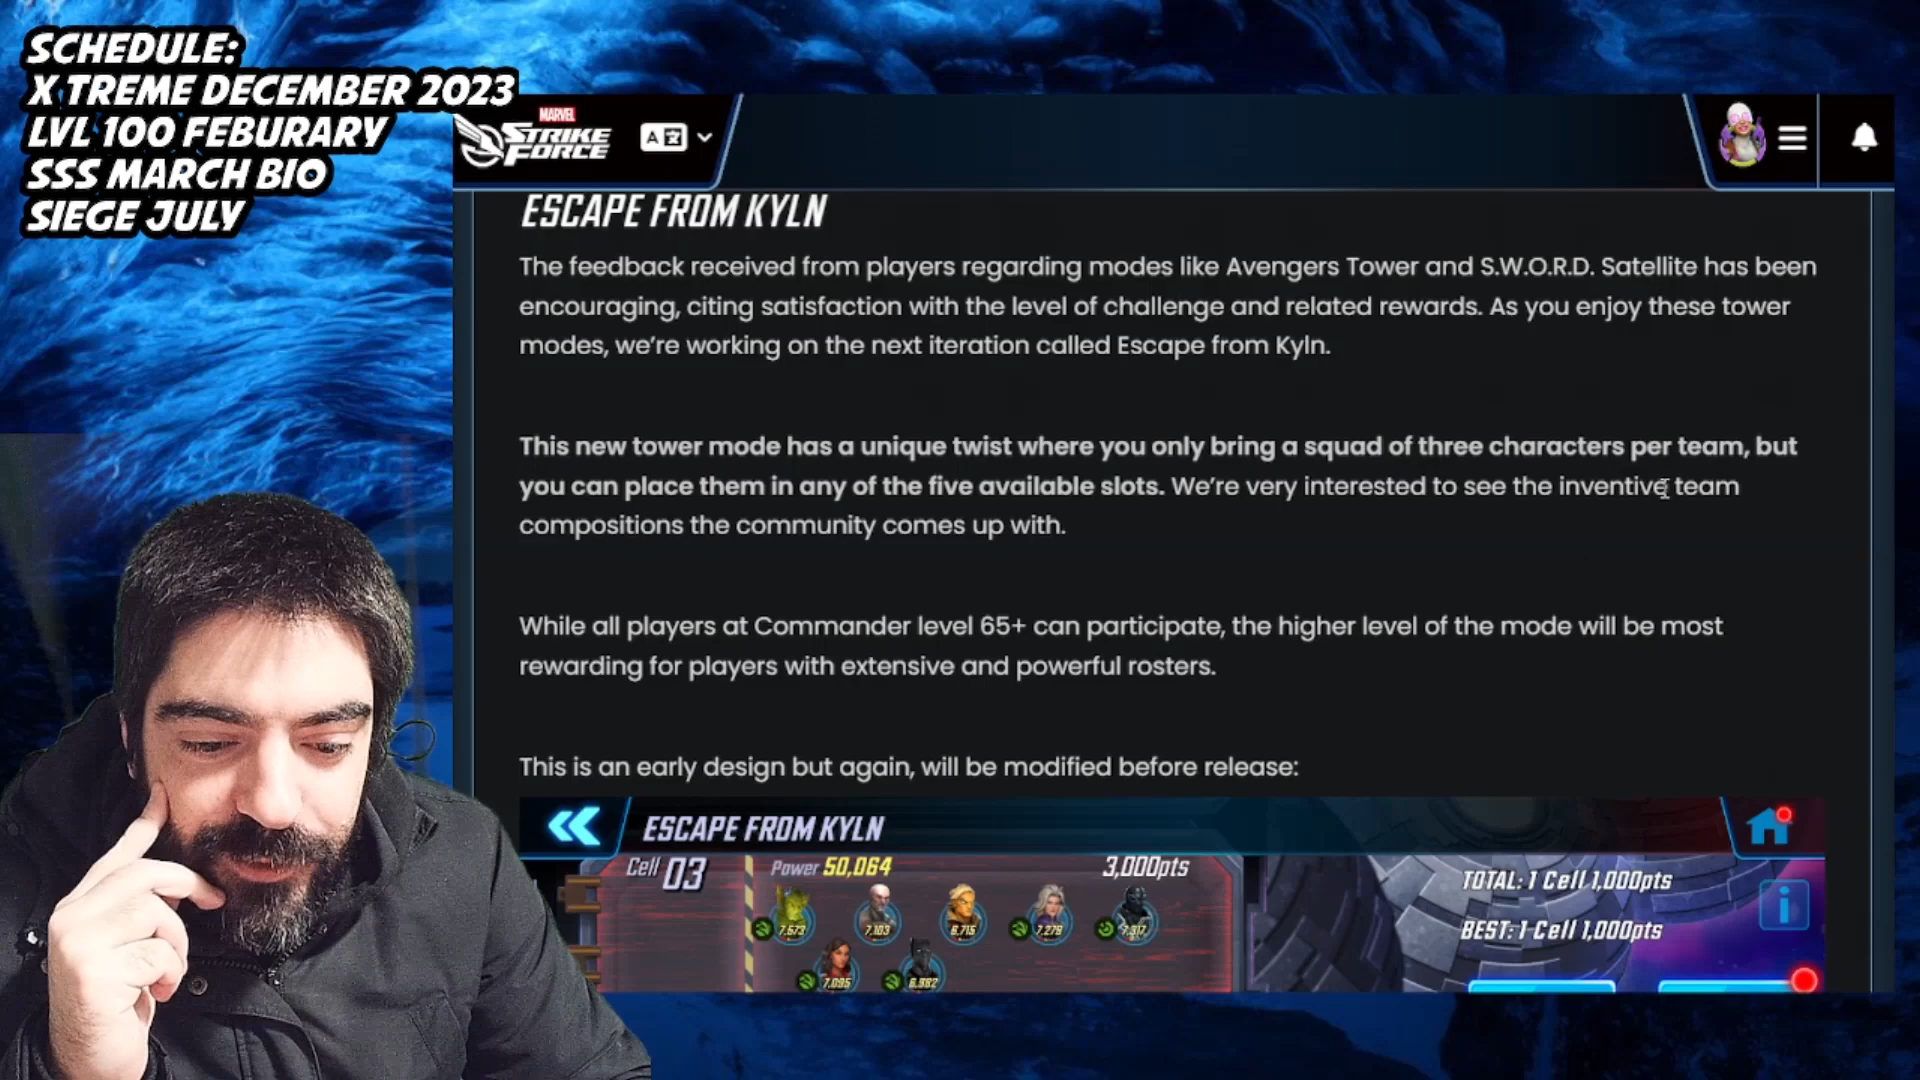 SCHEDULE:
X TREME DECEMBER 2023
LVL 100 FEBURARY
SSS MARCH BIO
SIEGE JULY
MARVEL
STRIKE
FORCE
A
ESCAPE FROM KYLN
The feedback received from players regarding modes like Avengers Tower and S.W.O.R.D. Satellite has been
encouraging, citing satisfaction with the level of challenge and related rewards. As you enjoy these tower
modes, we're working on the next iteration called Escape from Kyln.
This new tower mode has a unique twist where you only bring a squad of three characters per team, but
you can place them in any of the five available slots. We're very interested to see the inventive team
compositions the community comes up with.
While all players at Commander level 65+ can participate, the higher level of the mode will be most
rewarding for players with extensive and powerful rosters.
This is an early design but again, will be modified before release:
ESCAPE FROM KYLN
Cell 03
Power 50,064
3,000pts
7,573
7,103
6,715
7,279
7,317
7,095
6,982
TOTAL: 1 Cell 1,000pts
BEST: 1 Cell 1,000pts
i